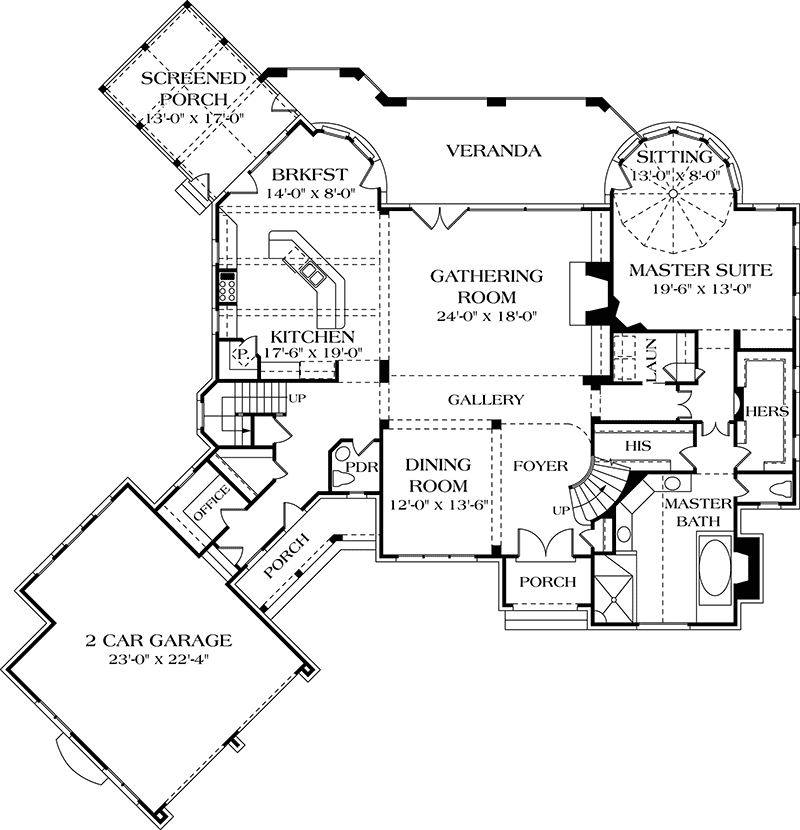 SCREENED
PORCH
13'-0" x 17'-0"
BRKFST
14'-0" x 8'-0"
VERANDA
SITTING
13'-0" x 8'-0"
GATHERING
ROOM
24'-0" x 18'-0"
MASTER SUITE
19'-6" x 13'-0"
KITCHEN
17'-6" x 19'-0"
P.
LAUN
UP
GALLERY
HERS
HIS
PDR
DINING
ROOM
12'-0" x 13'-6"
FOYER
UP
OFFICE
MASTER
BATH
PORCH
PORCH
2 CAR GARAGE
23'-0" x 22'-4"